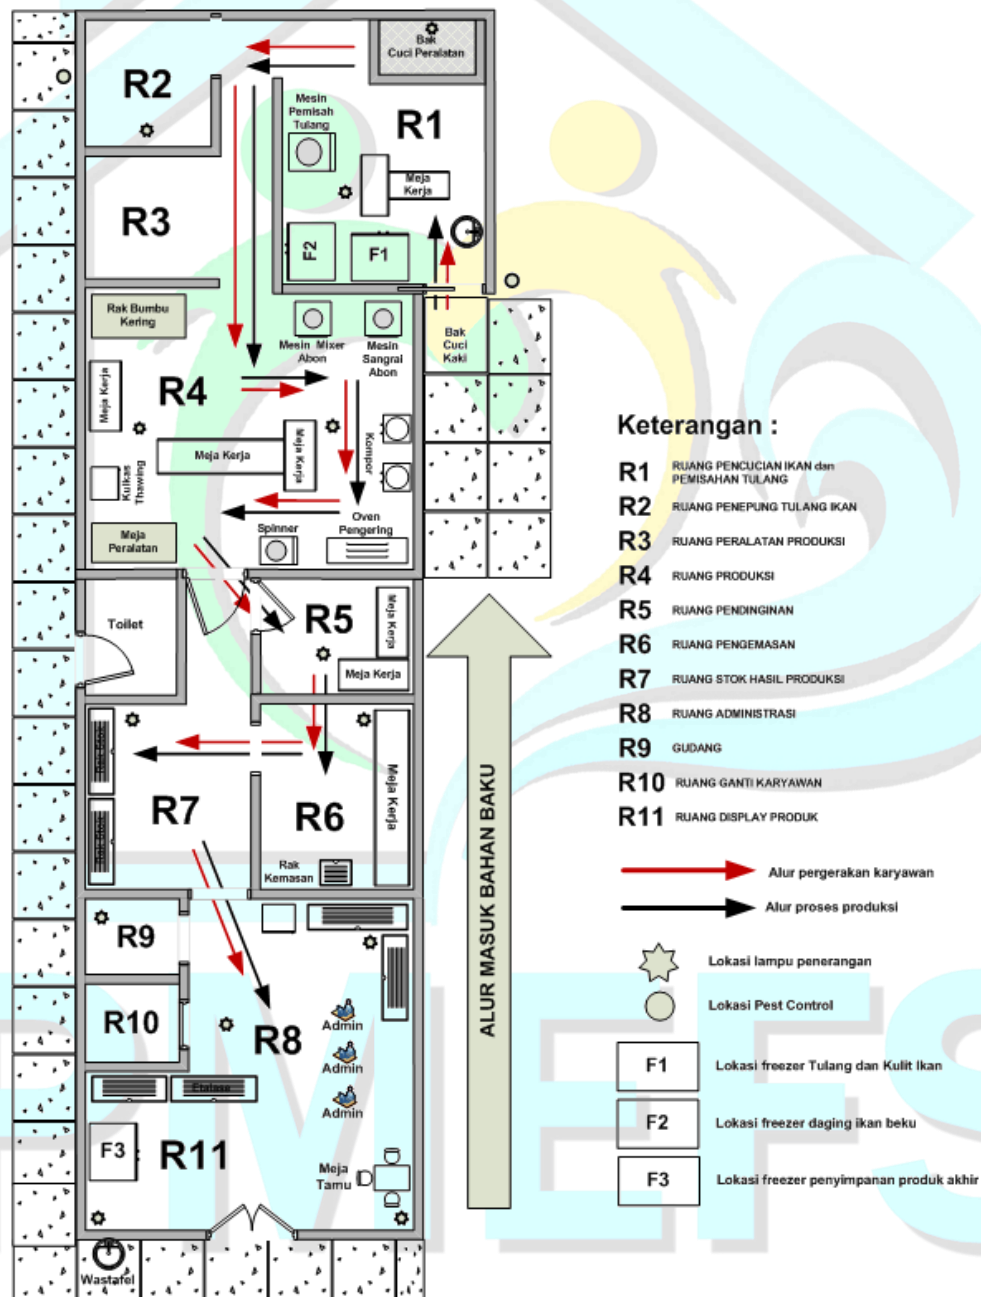 Bak
Cuci Peralatan
R2
Mesin
Pemisah
Tulang
R1
Meja
Kerja
R3
F2
F1
Rak Bumbu
Kering
Mesin Mixer
Abon
Mesin
Sangrai
Abon
Bak
Cuci
Kaki
Meja Kerja
R4
Meja Kerja
Meja Kerja
Kompor
Kulkas
Thawing
Meja
Peralatan
Spinner
Oven
Pengering
Toilet
R5
Meja Kerja
Meja Kerja
Rak Stok
Rak Stok
R7
R6
Meja Kerja
Rak
Kemasan
R9
R10
R8
Admin
Admin
Admin
Etalase
F3
R11
Meja
Tamu
Wastafel
ALUR MASUK BAHAN BAKU
Keterangan :
R1 RUANG PENCUCIAN IKAN dan
PEMISAHAN TULANG
R2 RUANG PENEPUNG TULANG IKAN
R3 RUANG PERALATAN PRODUKSI
R4 RUANG PRODUKSI
R5 RUANG PENDINGINAN
R6 RUANG PENGEMASAN
R7 RUANG STOK HASIL PRODUKSI
R8 RUANG ADMINISTRASI
R9 GUDANG
R10 RUANG GANTI KARYAWAN
R11 RUANG DISPLAY PRODUK
Alur pergerakan karyawan
Alur proses produksi
Lokasi lampu penerangan
Lokasi Pest Control
F1 Lokasi freezer Tulang dan Kulit Ikan
F2 Lokasi freezer daging ikan beku
F3 Lokasi freezer penyimpanan produk akhir
PMEFS